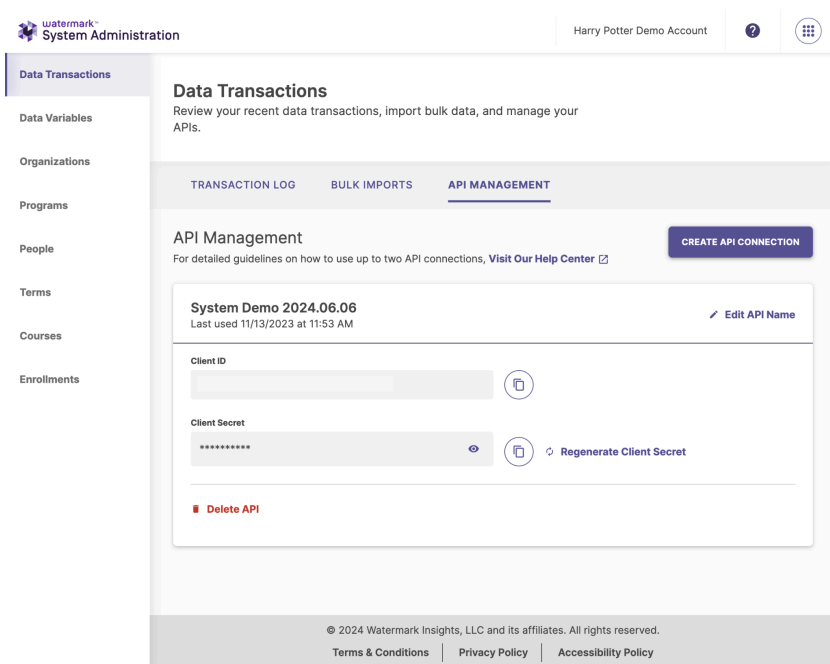 watermark™
System Administration
Harry Potter Demo Account
?
Data Transactions
Data Variables
Organizations
Programs
People
Terms
Courses
Enrollments
Data Transactions
Review your recent data transactions, import bulk data, and manage your
APIs.
TRANSACTION LOG BULK IMPORTS API MANAGEMENT
API Management
For detailed guidelines on how to use up to two API connections, Visit Our Help Center
CREATE API CONNECTION
System Demo 2024.06.06
Last used 11/13/2023 at 11:53 AM
Edit API Name
Client ID
Client Secret
**********
Regenerate Client Secret
Delete API
© 2024 Watermark Insights, LLC and its affiliates. All rights reserved.
Terms & Conditions Privacy Policy Accessibility Policy